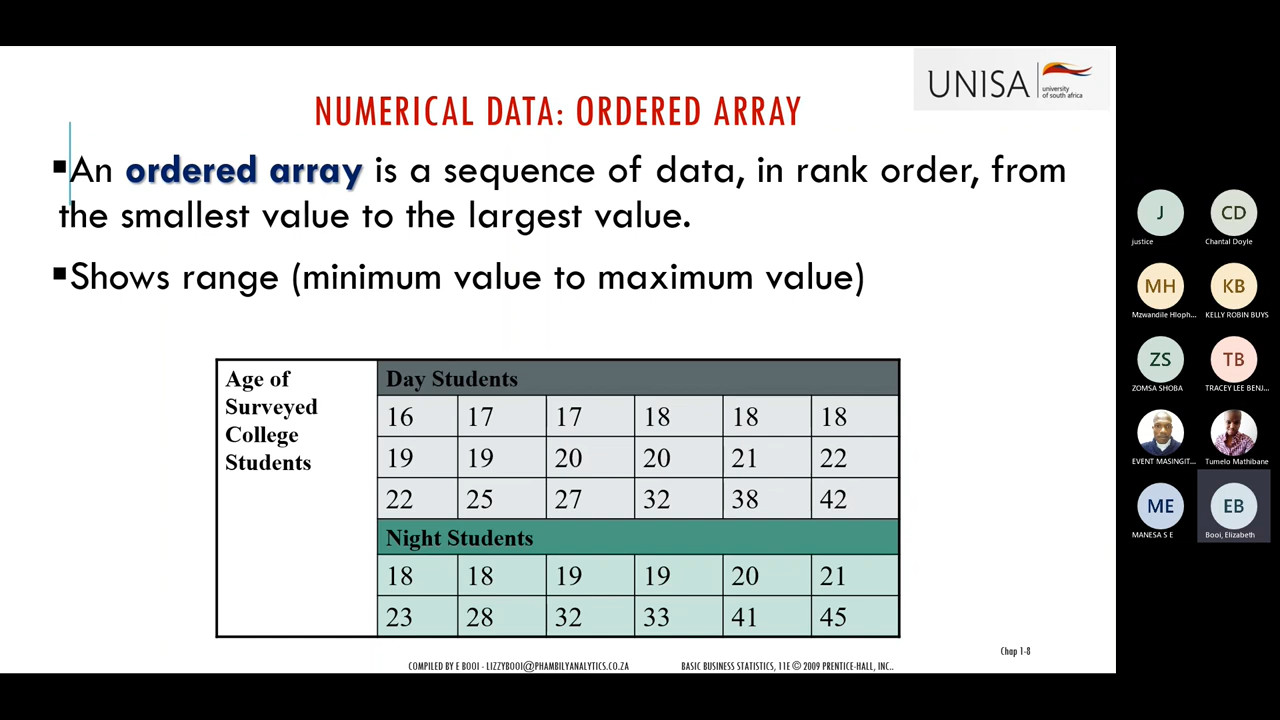 UNISA
university
of south africa
NUMERICAL DATA: ORDERED ARRAY
▪An ordered array is a sequence of data, in rank order, from
the smallest value to the largest value.
▪Shows range (minimum value to maximum value)
Age of
Surveyed
College
Students
Day Students
16 17 17 18 18 18
19 19 20 20 21 22
22 25 27 32 38 42
Night Students
18 18 19 19 20 21
23 28 32 33 41 45
Chap 1-8
COMPILED BY E BOOI - LIZZYBOOI@PHAMBILYANALYTICS.CO.ZA
BASIC BUSINESS STATISTICS, 11E © 2009 PRENTICE-HALL, INC..
J
justice
CD
Chantal Doyle
MH
Mzwandile Hloph...
KB
KELLY ROBIN BUYS
ZS
ZOMSA SHOBA
TB
TRACEY LEE BENJ...
EVENT MASINGIT...
Tumelo Mathibane
ME
MANESA S E
EB
Booi, Elizabeth